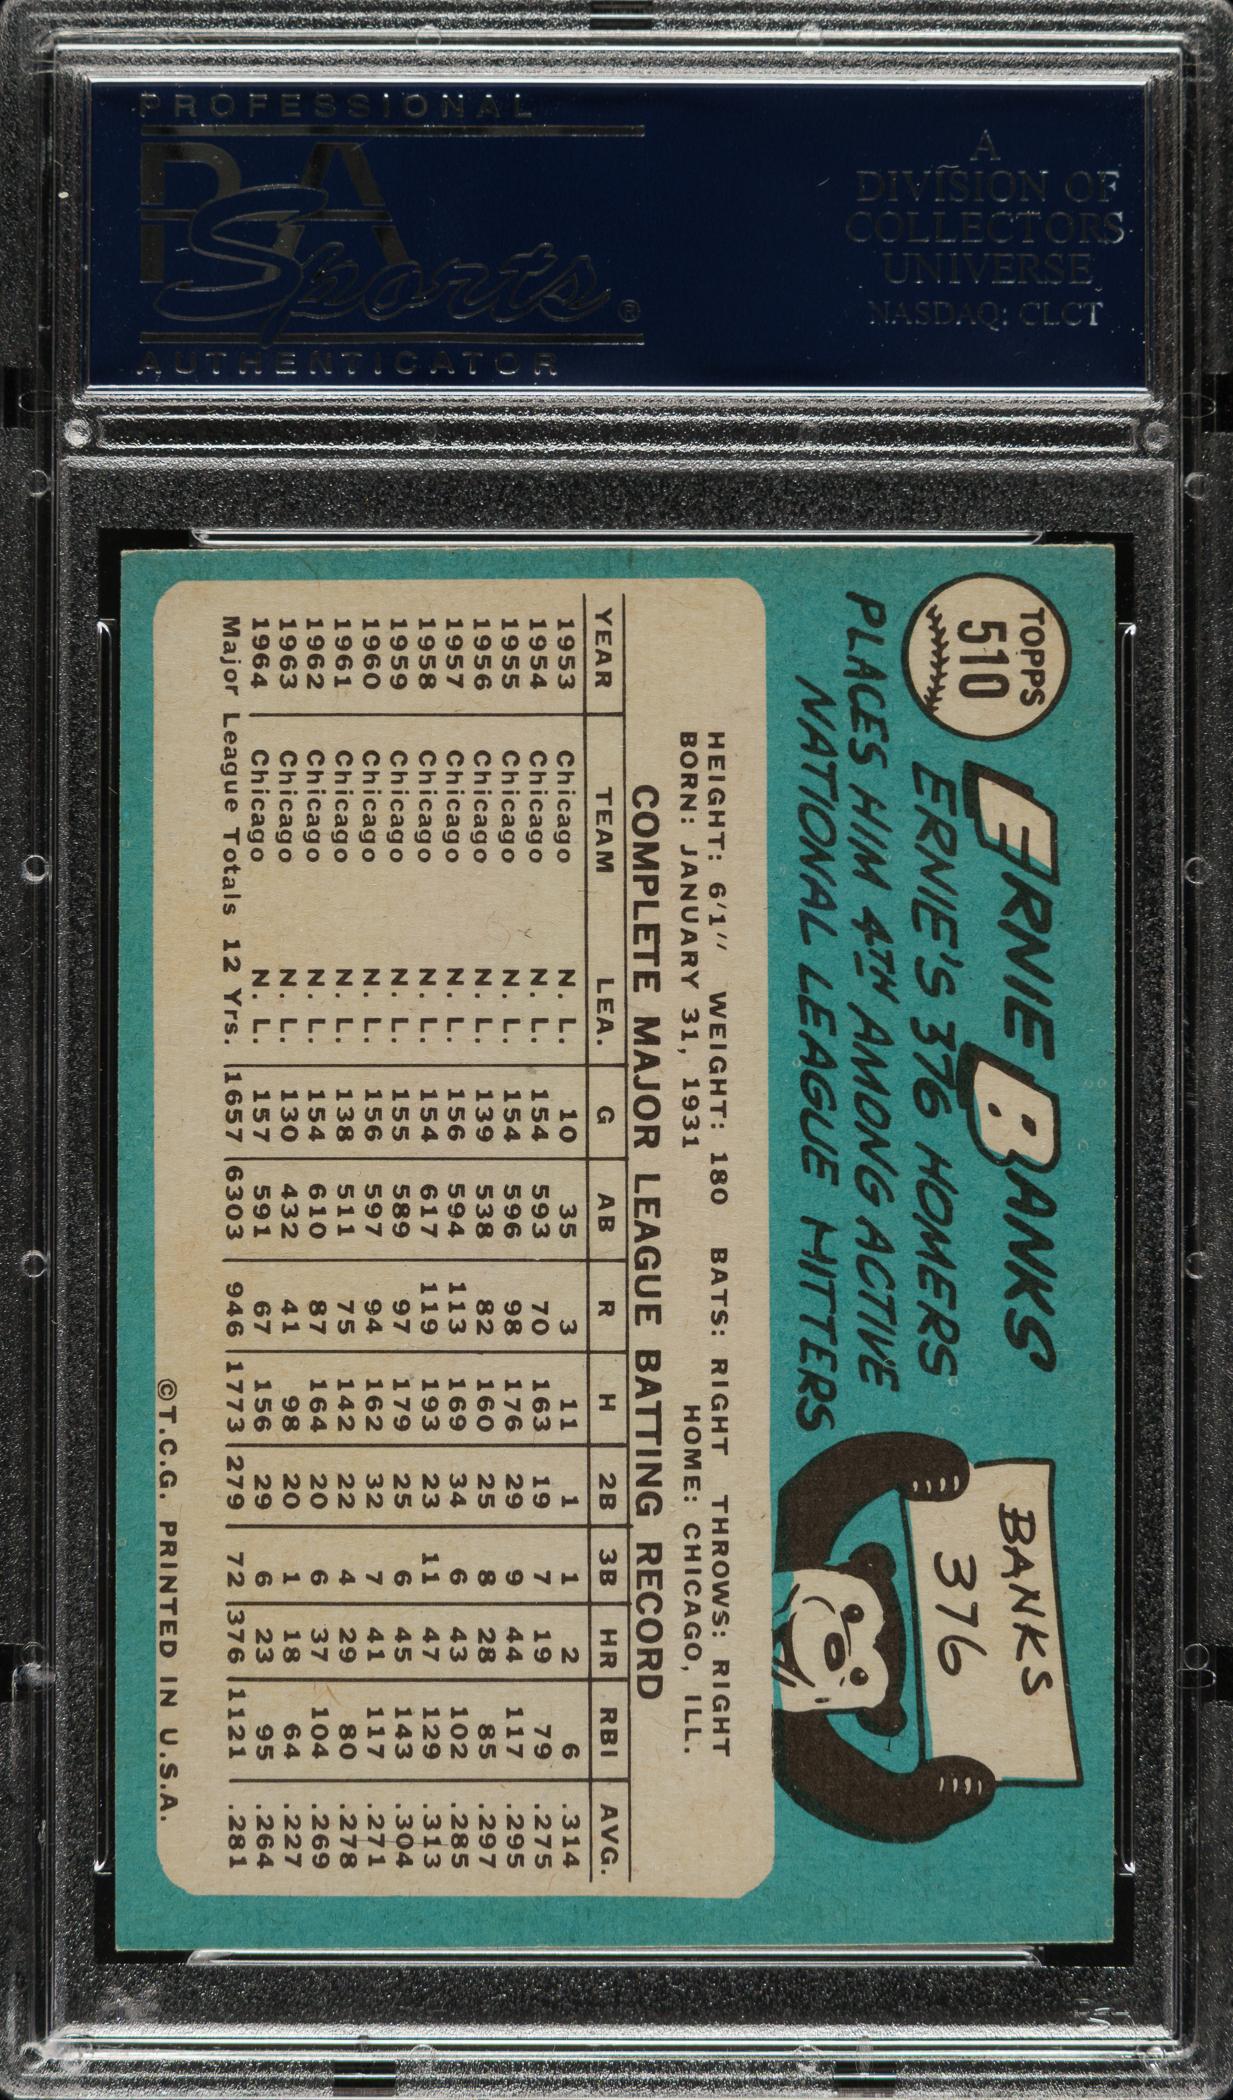 PROFESSIONAL
PSA
Sports®
AUTHENTICATOR
A
DIVISION OF
COLLECTORS
UNIVERSE
NASDAQ: CLCT
TOPPS
510
ERNIE BANKS
ERNIE'S 376 HOMERS
PLACES HIM 4TH AMONG ACTIVE
NATIONAL LEAGUE HITTERS
BANKS
376
HEIGHT: 6'1" WEIGHT: 180 BATS: RIGHT THROWS: RIGHT
BORN: JANUARY 31, 1931 HOME: CHICAGO, ILL.
COMPLETE MAJOR LEAGUE BATTING RECORD
YEAR TEAM LEA. G AB R H 2B 3B HR RBI AVG.
1953 Chicago N. L. 10 35 3 11 1 1 2 6 .314
1954 Chicago N. L. 154 593 70 163 19 7 19 79 .275
1955 Chicago N. L. 154 596 98 176 29 9 44 117 .295
1956 Chicago N. L. 139 538 82 160 25 8 28 85 .297
1957 Chicago N. L. 156 594 113 169 34 6 43 102 .285
1958 Chicago N. L. 154 617 119 193 23 11 47 129 .313
1959 Chicago N. L. 155 589 97 179 25 6 45 143 .304
1960 Chicago N. L. 156 597 94 162 32 7 41 117 .271
1961 Chicago N. L. 138 511 75 142 22 4 29 80 .278
1962 Chicago N. L. 154 610 87 164 20 6 37 104 .269
1963 Chicago N. L. 130 432 41 98 20 1 18 64 .227
1964 Chicago N. L. 157 591 67 156 29 6 23 95 .264
Major League Totals 12 Yrs. 1657 6303 946 1773 279 72 376 1121 .281
©T.C.G. PRINTED IN U.S.A.